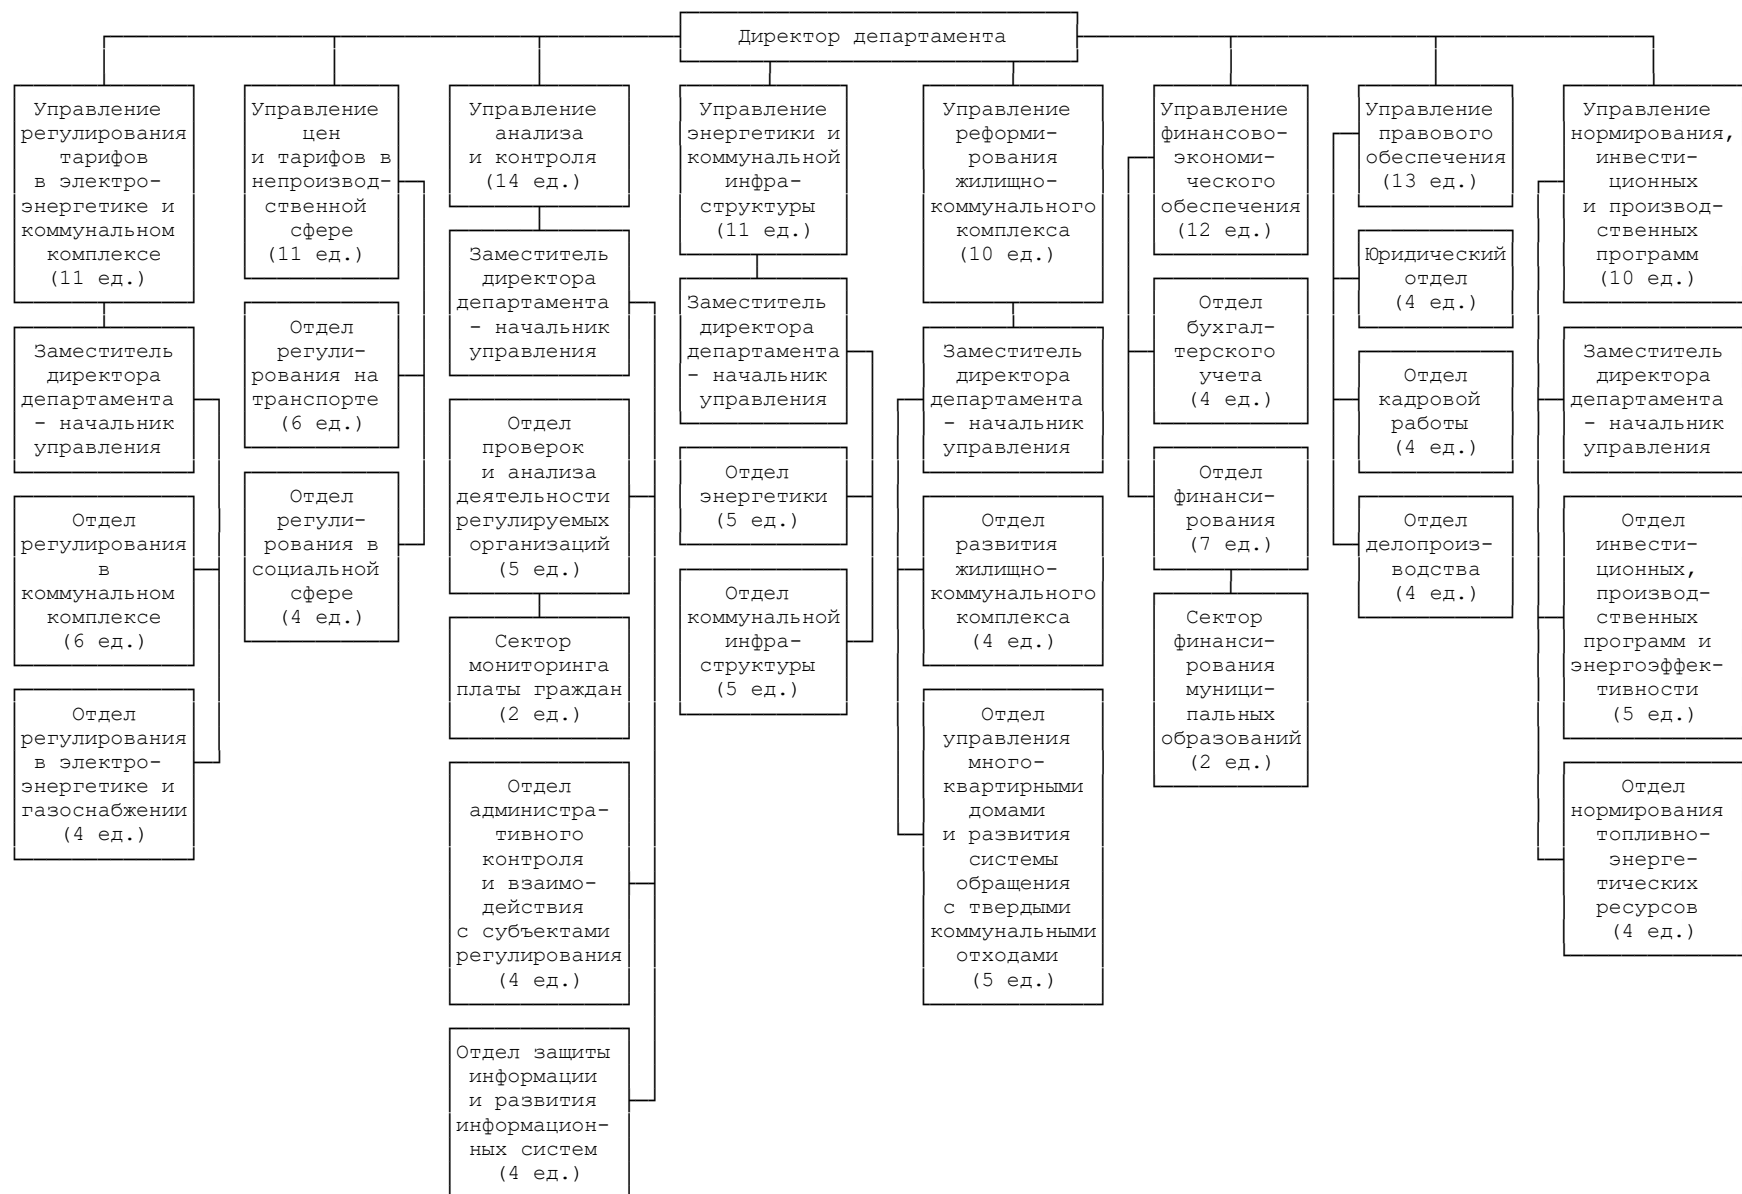 Директор департамента
Управление
регулирования
тарифов
в электро-
энергетике и
коммунальном
комплексе
(11 ед.)
Заместитель
директора
департамента
- начальник
управления
Отдел
регулирования
в
коммунальном
комплексе
(6 ед.)
Отдел
регулирования
в электро-
энергетике и
газоснабжении
(4 ед.)
Управление
цен
и тарифов в
непроизвод-
ственной
сфере
(11 ед.)
Отдел
регули-
рования на
транспорте
(6 ед.)
Отдел
регули-
рования в
социальной
сфере
(4 ед.)
Управление
анализа
и контроля
(14 ед.)
Заместитель
директора
департамента
- начальник
управления
Отдел
проверок
и анализа
деятельности
регулируемых
организаций
(5 ед.)
Сектор
мониторинга
платы граждан
(2 ед.)
Отдел
администра-
тивного
контроля
и взаимо-
действия
с субъектами
регулирования
(4 ед.)
Отдел защиты
информации
и развития
информацион-
ных систем
(4 ед.)
Управление
энергетики и
коммунальной
инфра-
структуры
(11 ед.)
Заместитель
директора
департамента
- начальник
управления
Отдел
энергетики
(5 ед.)
Отдел
коммунальной
инфра-
структуры
(5 ед.)
Управление
реформи-
рования
жилищно-
коммунального
комплекса
(10 ед.)
Заместитель
директора
департамента
- начальник
управления
Отдел
развития
жилищно-
коммунального
комплекса
(4 ед.)
Отдел
управления
много-
квартирными
домами
и развития
системы
обращения
с твердыми
коммунальными
отходами
(5 ед.)
Управление
финансово-
экономи-
ческого
обеспечения
(12 ед.)
Отдел
бухгал-
терского
учета
(4 ед.)
Отдел
финанси-
рования
(7 ед.)
Сектор
финанси-
рования
муници-
пальных
образований
(2 ед.)
Управление
правового
обеспечения
(13 ед.)
Юридический
отдел
(4 ед.)
Отдел
кадровой
работы
(4 ед.)
Отдел
делопроиз-
водства
(4 ед.)
Управление
нормирования,
инвести-
ционных
и производ-
ственных
программ
(10 ед.)
Заместитель
директора
департамента
- начальник
управления
Отдел
инвести-
ционных,
производ-
ственных
программ и
энергоэффек-
тивности
(5 ед.)
Отдел
нормирования
топливно-
энерге-
тических
ресурсов
(4 ед.)